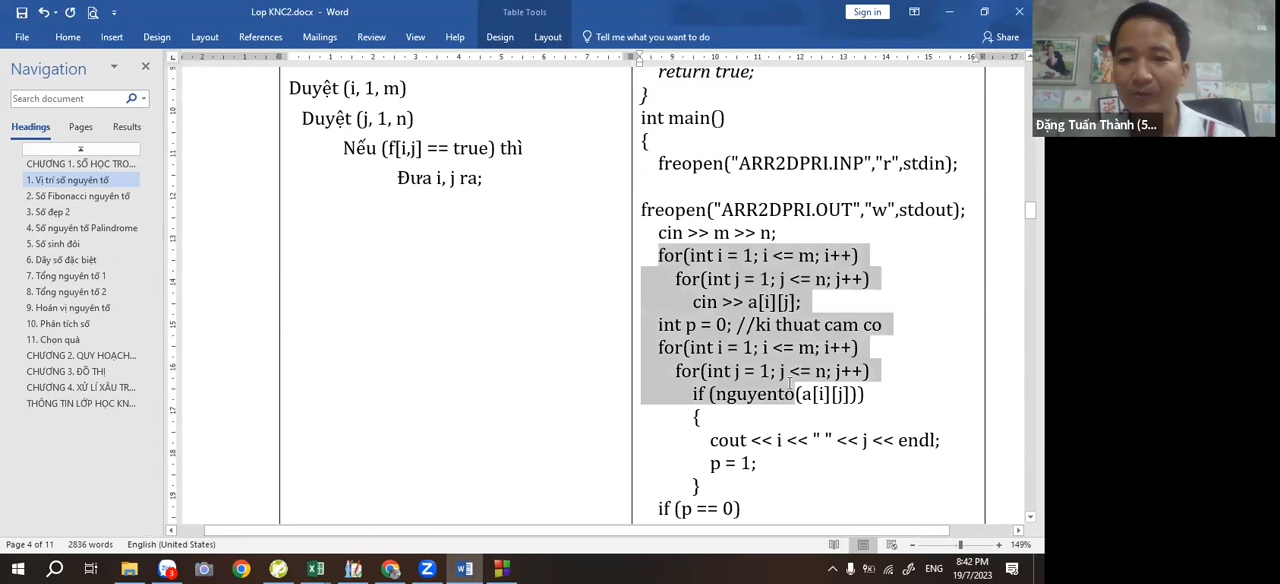 Lop KNC2.docx - Word
Table Tools
Sign in
File
Home
Insert
Design
Layout
References
Mailings
Review
View
Help
Design
Layout
Tell me what you want to do
Share
Navigation
Search document
Headings
Pages
Results
CHƯƠNG 1. SỐ HỌC TRO...
1. Vị trí số nguyên tố
2. Số Fibonacci nguyên tố
3. Số đẹp 2
4. Số nguyên tố Palindrome
5. Số sinh đôi
6. Dãy số đặc biệt
7. Tổng nguyên tố 1
8. Tổng nguyên tố 2
9. Hoán vị nguyên tố
10. Phân tích số
11. Chọn quà
CHƯƠNG 2. QUY HOẠCH...
CHƯƠNG 3. ĐỒ THỊ
CHƯƠNG 4. XỬ LÍ XÂU TR...
THÔNG TIN LỚP HỌC KN...
Duyệt (i, 1, m)
Duyệt (j, 1, n)
Nếu (f[i,j] == true) thì
Đưa i, j ra;
return true;
}
int main()
{
freopen("ARR2DPRI.INP","r",stdin);
freopen("ARR2DPRI.OUT","w",stdout);
cin >> m >> n;
for(int i = 1; i <= m; i++)
for(int j = 1; j <= n; j++)
cin >> a[i][j];
int p = 0; //ki thuat cam co
for(int i = 1; i <= m; i++)
for(int j = 1; j <= n; j++)
if (nguyento(a[i][j]))
{
cout << i << " " << j << endl;
p = 1;
}
if (p == 0)
Đặng Tuấn Thành (5...
Page 4 of 11
2836 words
English (United States)
149%
ENG
8:42 PM
19/7/2023